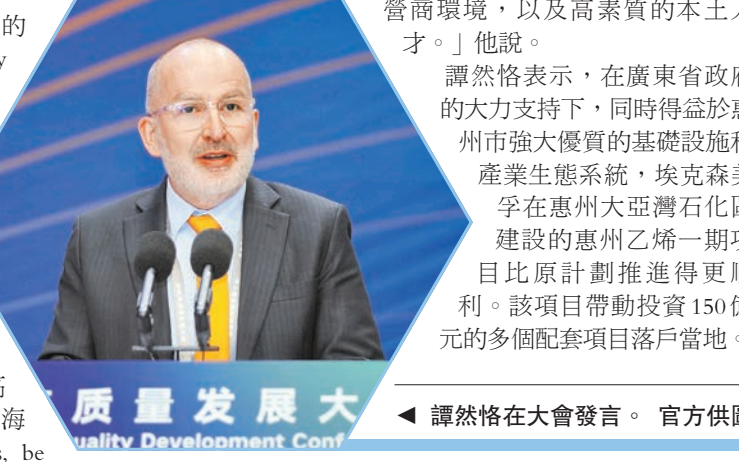 的
y
高
海
s, be
质量发展大
uality Development Conf
營商環境，以及高素質的本土人
才。」他說。
譚然恪表示，在廣東省政府
的大力支持下，同時得益於惠
州市強大優質的基礎設施和
產業生態系統，埃克森美
孚在惠州大亞灣石化區
建設的惠州乙烯一期項
目比原計劃推進得更順
利。該項目帶動投資150億
元的多個配套項目落戶當地。
◀ 譚然恪在大會發言。 官方供圖